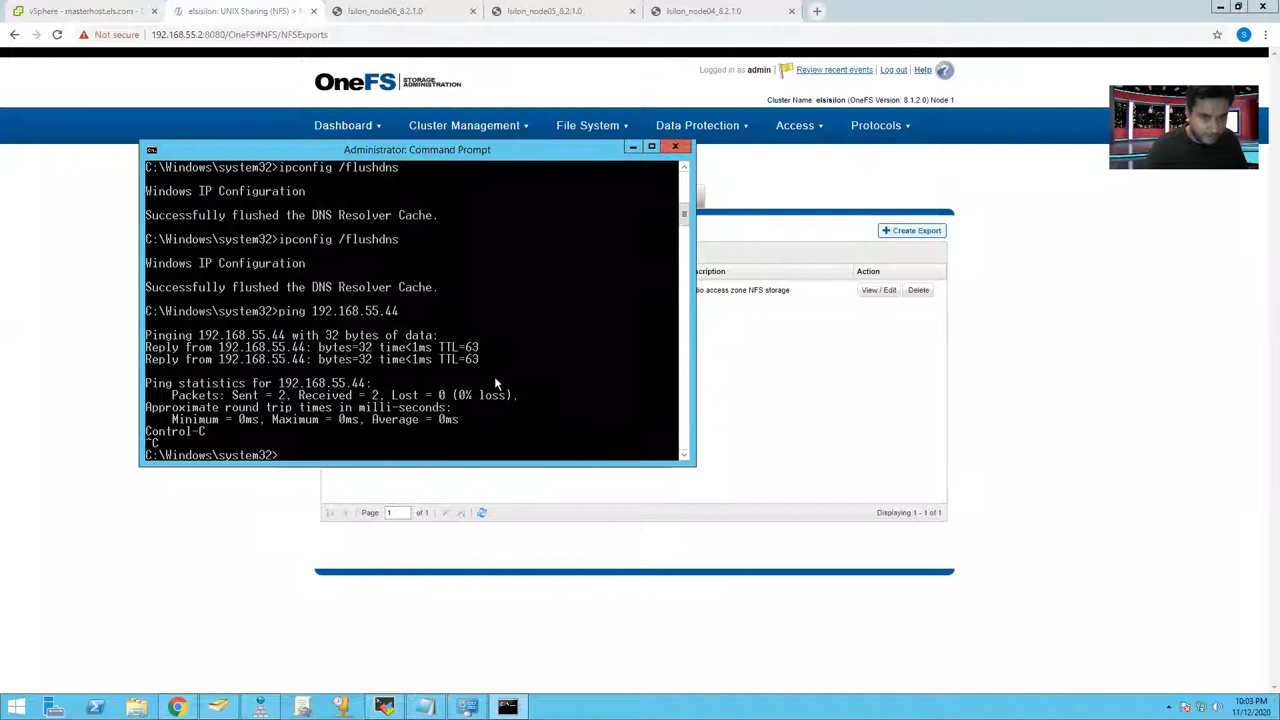 vSphere - masterhost.els.com - E
elsisilon: UNIX Sharing (NFS) > N
Isilon_node06_8.2.1.0
Isilon_node05_8.2.1.0
Isilon_node04_8.2.1.0
Not secure
192.168.55.2:8080/OneFS#NFS/NFSExports
S
OneFS STORAGE ADMINISTRATION
Logged in as admin
Review recent events
Log out
Help
Cluster Name: elsisilon (OneFS Version: 8.1.2.0) Node 1
Dashboard
Cluster Management
File System
Data Protection
Access
Protocols
Administrator: Command Prompt
C:\Windows\system32>ipconfig /flushdns
Windows IP Configuration
Successfully flushed the DNS Resolver Cache.
C:\Windows\system32>ipconfig /flushdns
Windows IP Configuration
Successfully flushed the DNS Resolver Cache.
C:\Windows\system32>ping 192.168.55.44
Pinging 192.168.55.44 with 32 bytes of data:
Reply from 192.168.55.44: bytes=32 time<1ms TTL=63
Reply from 192.168.55.44: bytes=32 time<1ms TTL=63
Ping statistics for 192.168.55.44:
Packets: Sent = 2, Received = 2, Lost = 0 (0% loss),
Approximate round trip times in milli-seconds:
Minimum = 0ms, Maximum = 0ms, Average = 0ms
Control-C
^C
C:\Windows\system32>
Create Export
scription
Action
access zone NFS storage
View / Edit
Delete
Page 1 of 1
Displaying 1 - 1 of 1
10:03 PM
11/12/2020